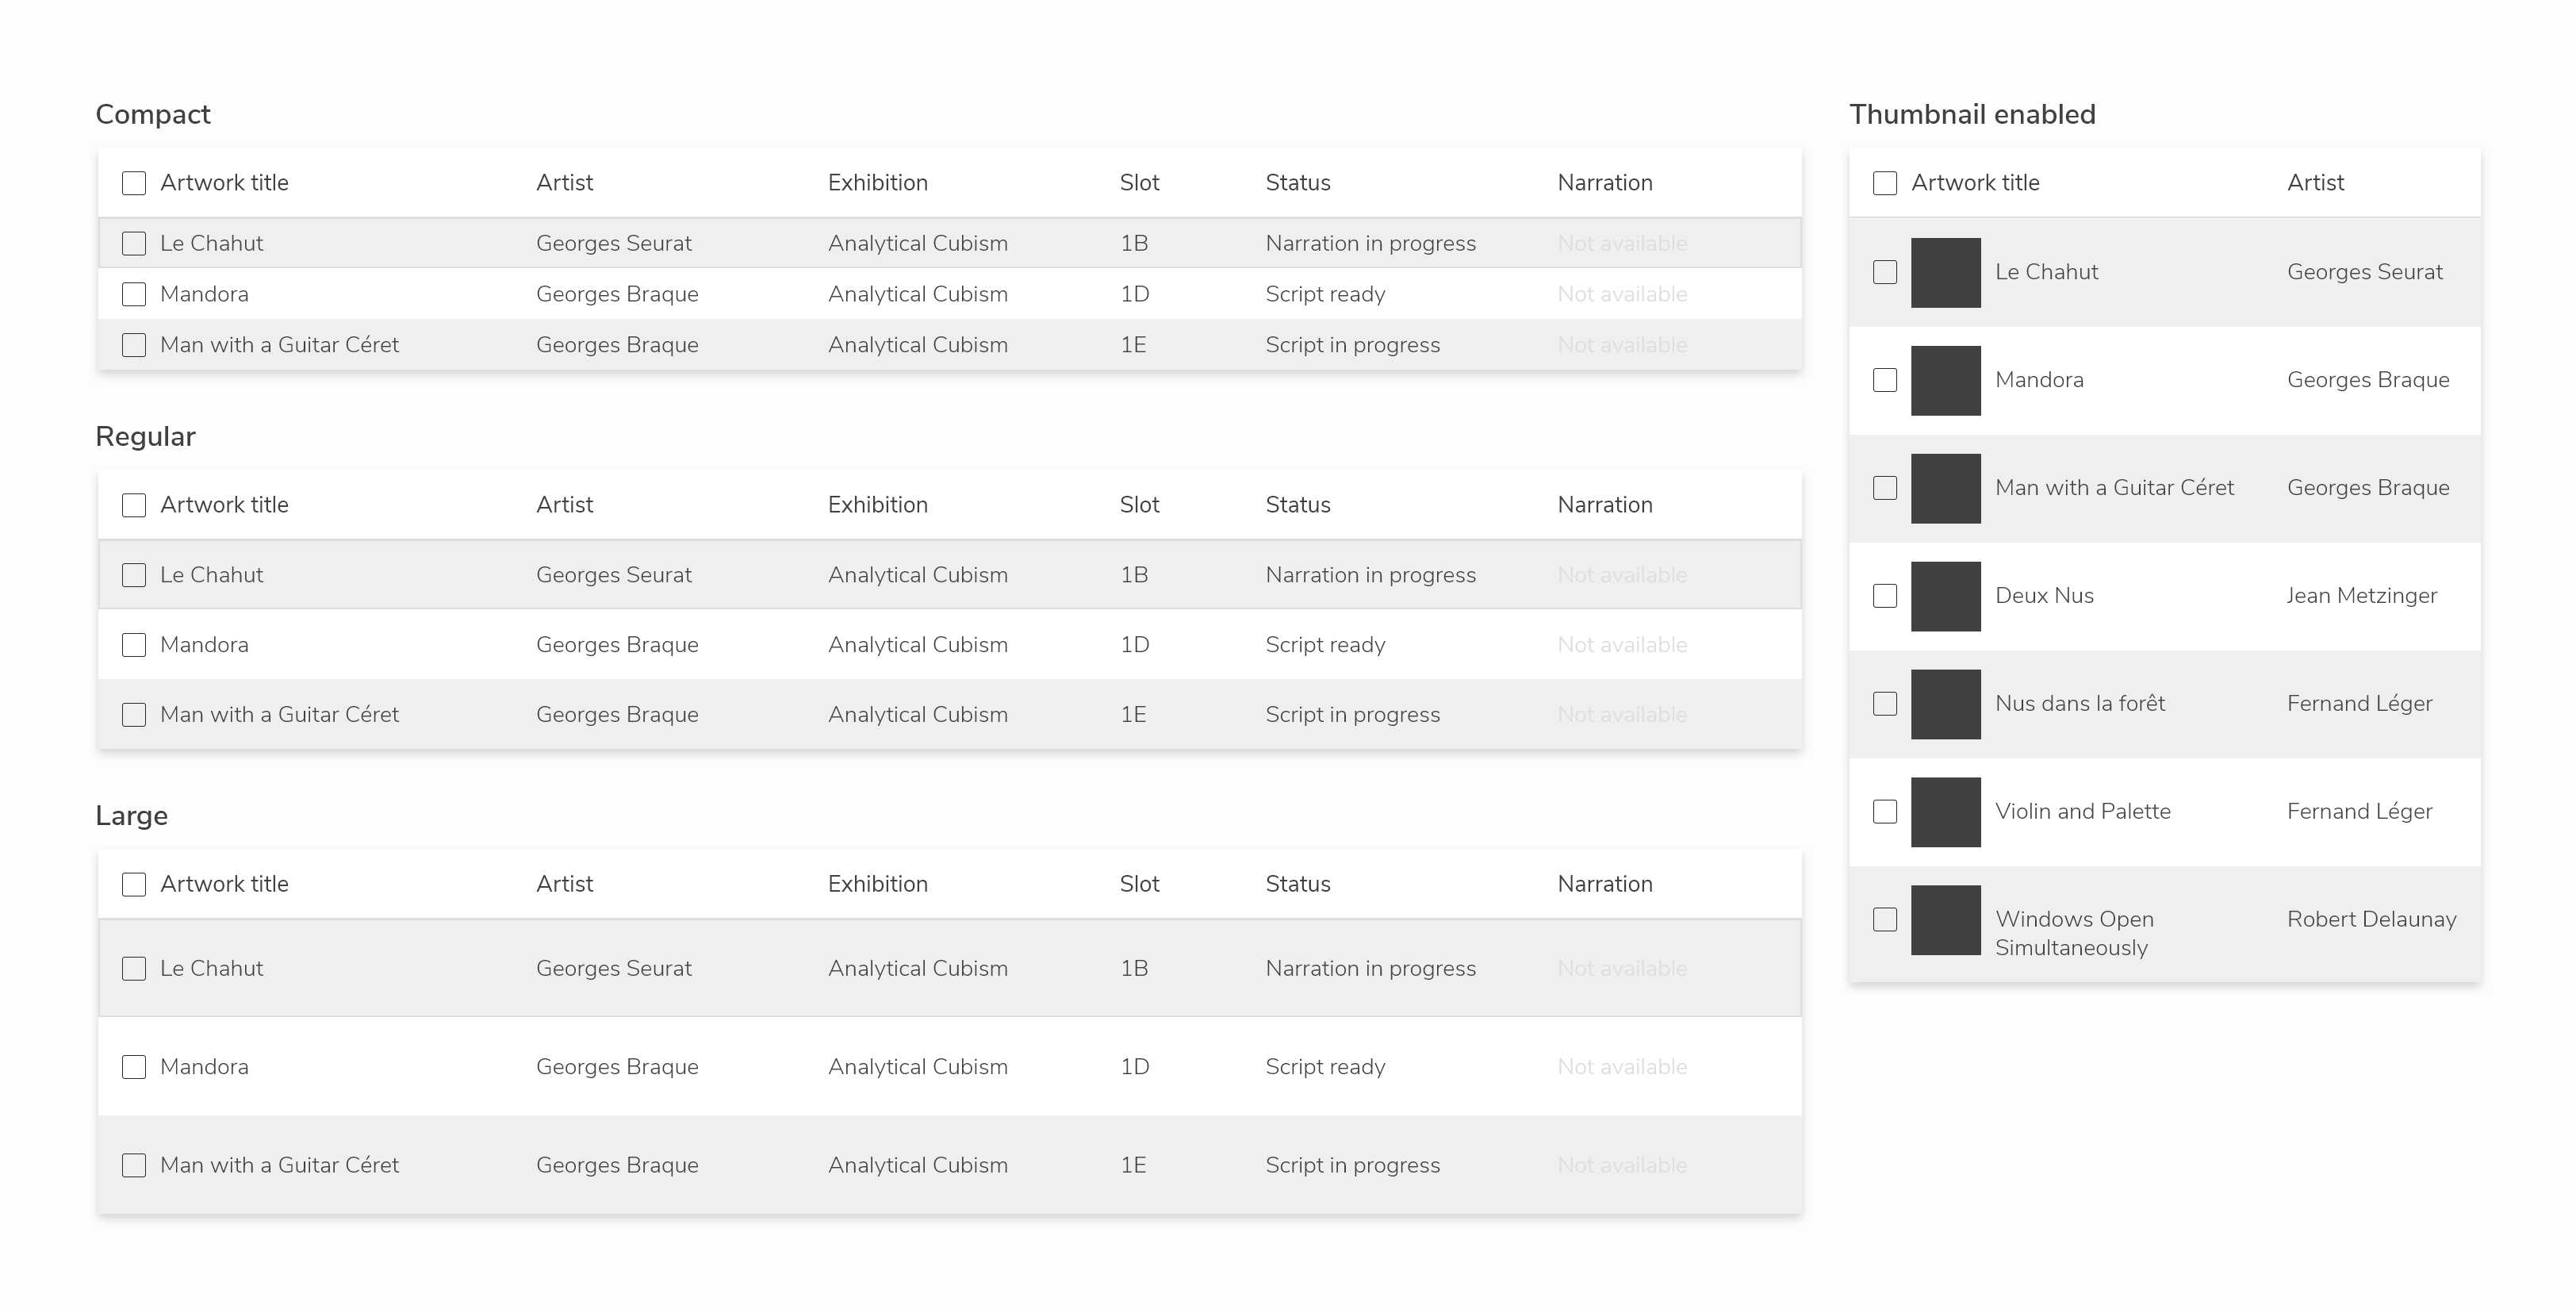 Compact
Artwork title Artist Exhibition Slot Status Narration
Le Chahut Georges Seurat Analytical Cubism 1B Narration in progress Not available
Mandora Georges Braque Analytical Cubism 1D Script ready Not available
Man with a Guitar Céret Georges Braque Analytical Cubism 1E Script in progress Not available
Regular
Artwork title Artist Exhibition Slot Status Narration
Le Chahut Georges Seurat Analytical Cubism 1B Narration in progress Not available
Mandora Georges Braque Analytical Cubism 1D Script ready Not available
Man with a Guitar Céret Georges Braque Analytical Cubism 1E Script in progress Not available
Large
Artwork title Artist Exhibition Slot Status Narration
Le Chahut Georges Seurat Analytical Cubism 1B Narration in progress Not available
Mandora Georges Braque Analytical Cubism 1D Script ready Not available
Man with a Guitar Céret Georges Braque Analytical Cubism 1E Script in progress Not available
Thumbnail enabled
Artwork title Artist
Le Chahut Georges Seurat
Mandora Georges Braque
Man with a Guitar Céret Georges Braque
Deux Nus Jean Metzinger
Nus dans la forêt Fernand Léger
Violin and Palette Fernand Léger
Windows Open Robert Delaunay
Simultaneously